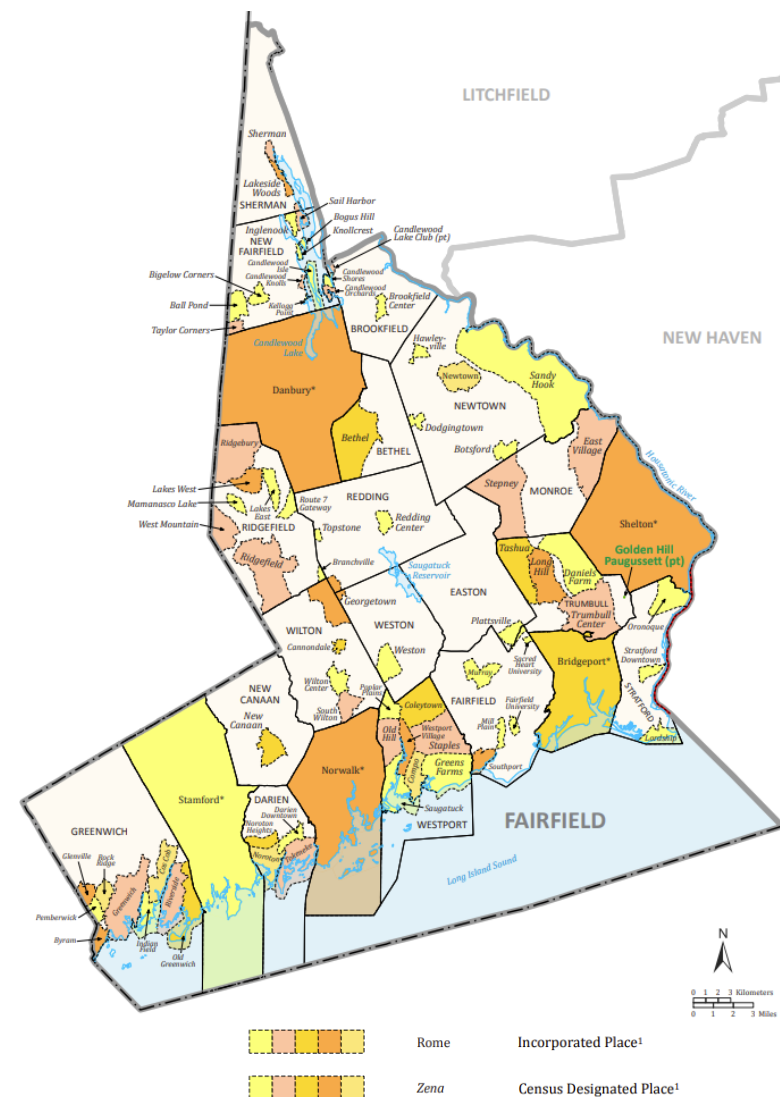 LITCHFIELD
Sherman
Lakeside
Woods
SHERMAN
Sail Harbor
Bogus Hill
Knollcrest
Inglenook
NEW
FAIRFIELD
Candlewood
Lake Club (pt)
Candlewood
Isle
Candlewood
Knolls
Candlewood
Shores
Candlewood
Orchards
Kellogg
Point
Bigelow Corners
Ball Pond
Taylor Corners
Brookfield
Center
BROOKFIELD
Candlewood
Lake
NEW HAVEN
Hawley-
ville
Newtown
Sandy
Hook
NEWTOWN
Danbury*
Bethel
BETHEL
Dodgingtown
Botsford
East
Village
Housatonic River
Ridgebury
Lakes West
Mamanasco Lake
Lakes
East
Route 7
Gateway
West Mountain
RIDGEFIELD
Ridgefield
REDDING
Topstone
Redding
Center
Branchville
Stepney
MONROE
Shelton*
Golden Hill
Paugussett (pt)
Tashua
Long
Hill
Daniels
Farm
TRUMBULL
Trumbull
Center
Oronoque
Saugatuck
Reservoir
EASTON
Georgetown
WILTON
Cannondale
WESTON
Weston
Plattsville
Sacred
Heart
University
Bridgeport*
Stratford
Downtown
STRATFORD
Lordship
Wilton
Center
South
Wilton
Poplar
Plains
Coleytown
FAIRFIELD
Murray
Fairfield
University
Mill
Plain
Southport
NEW
CANAAN
New
Canaan
Old
Hill
Westport
Village
Staples
Compo
Greens
Farms
Saugatuck
WESTPORT
Norwalk*
Stamford*
DARIEN
Darien
Downtown
Noroton
Heights
Noroton
Tokeneke
FAIRFIELD
Long Island Sound
GREENWICH
Glenville
Rock
Ridge
Cos Cob
Greenwich
Riverside
Pemberwick
Byram
Indian
Field
Old
Greenwich
N
0 1 2 3 Kilometers
0 1 2 3 Miles
Rome Incorporated Place¹
Zena Census Designated Place¹